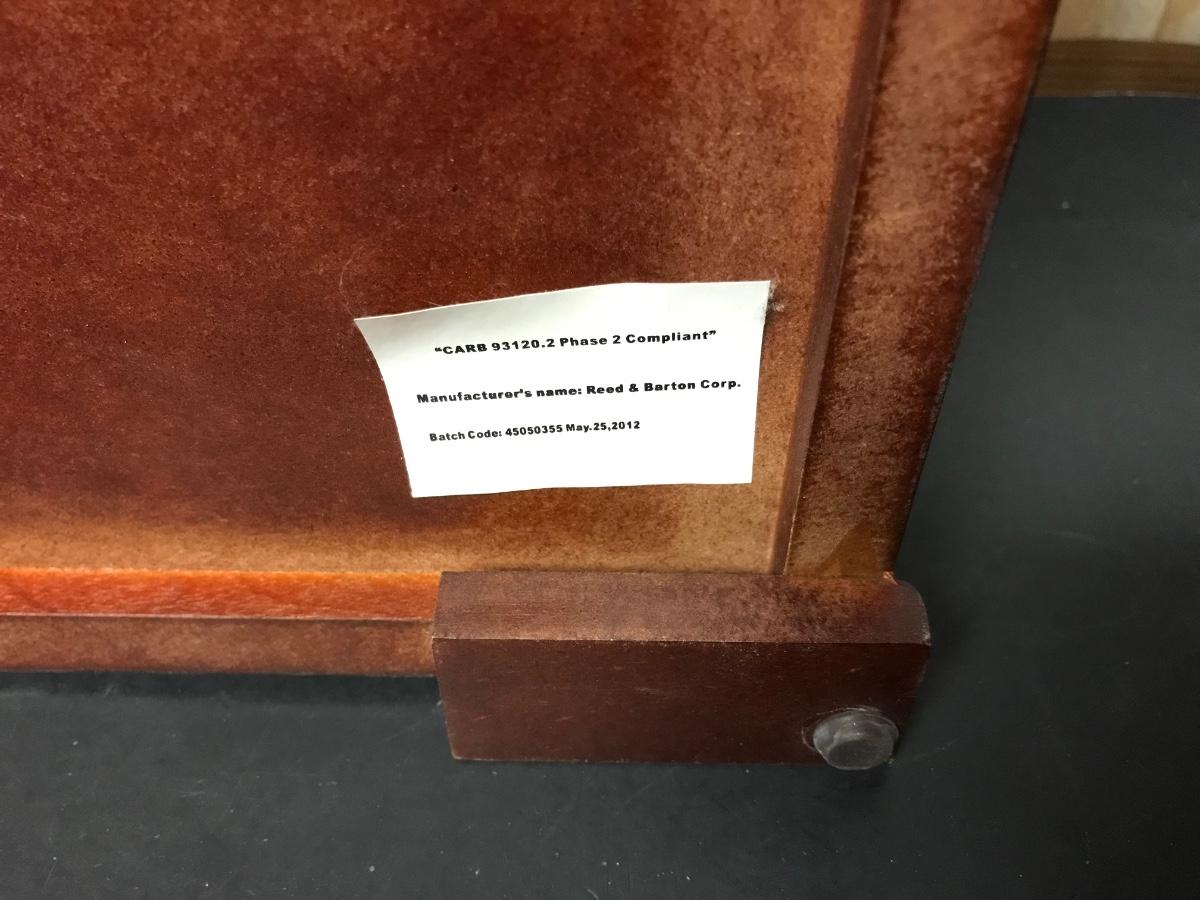 “CARB 93120.2 Phase 2 Compliant”
Manufacturer's name: Reed & Barton Corp.
Batch Code: 45050355 May.25,2012